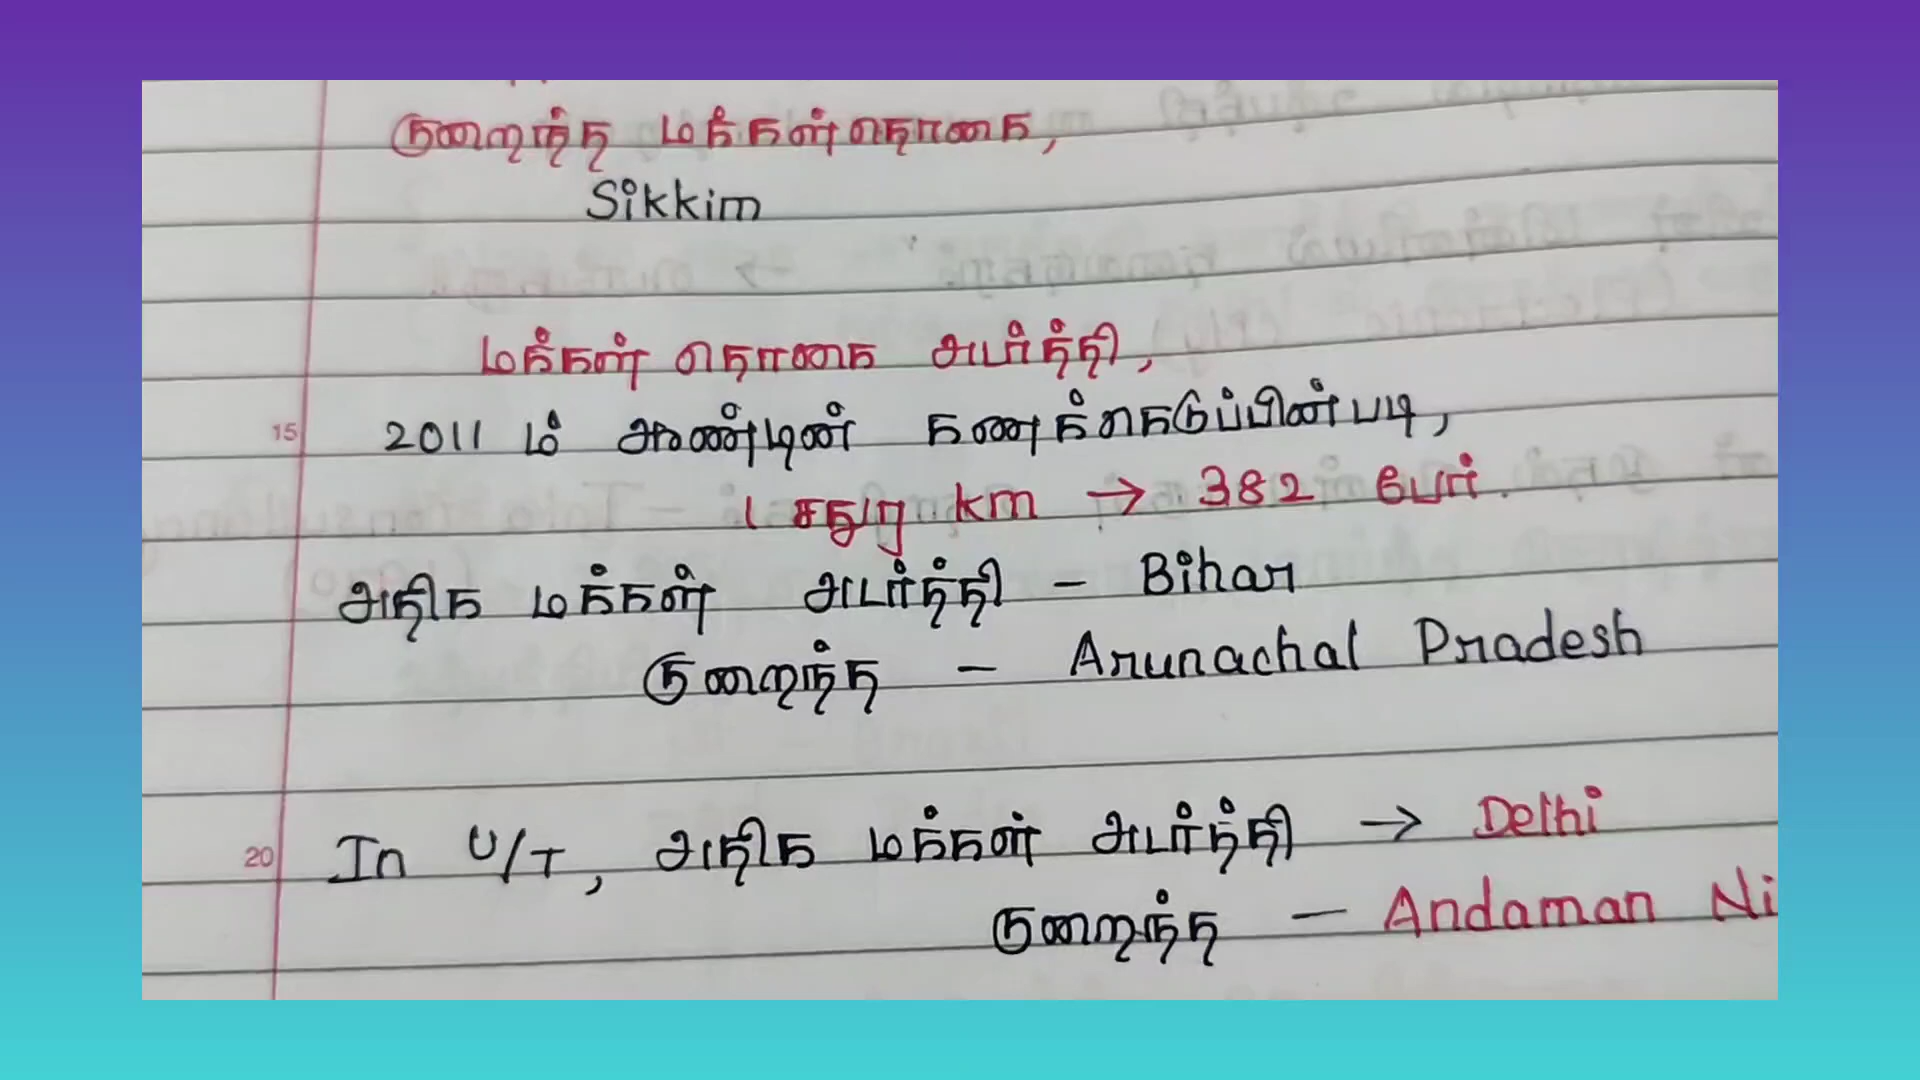 குறைந்த மக்கள்தொகை,
Sikkim
மக்கள் தொகை அடர்த்தி,
15 2011 ம் ஆண்டின் கணக்கெடுப்பின்படி,
1 சதுர km → 382 பேர்.
அதிக மக்கள் அடர்த்தி – Bihar
குறைந்த – Arunachal Pradesh
20 In U/T, அதிக மக்கள் அடர்த்தி → Delhi
குறைந்த – Andaman Ni